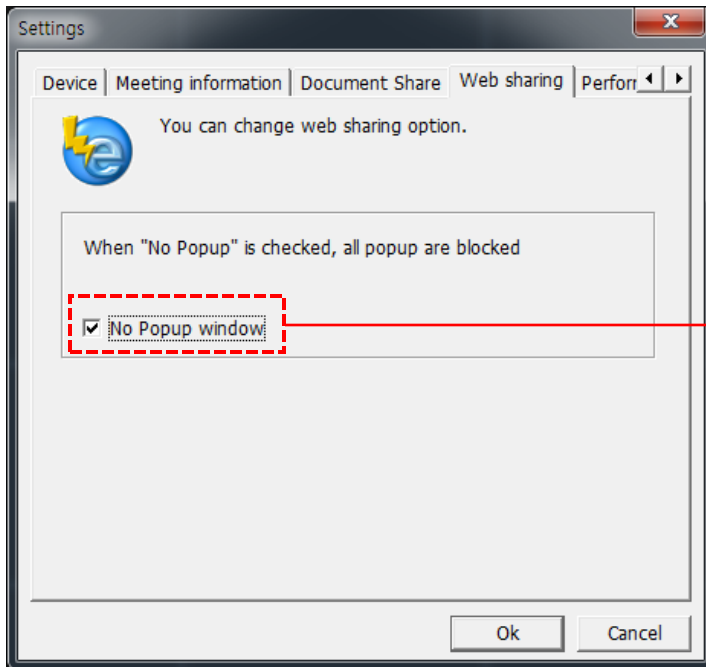 Settings
Device Meeting information Document Share Web sharing Perform
You can change web sharing option.
When "No Popup" is checked, all popup are blocked
No Popup window
Ok Cancel